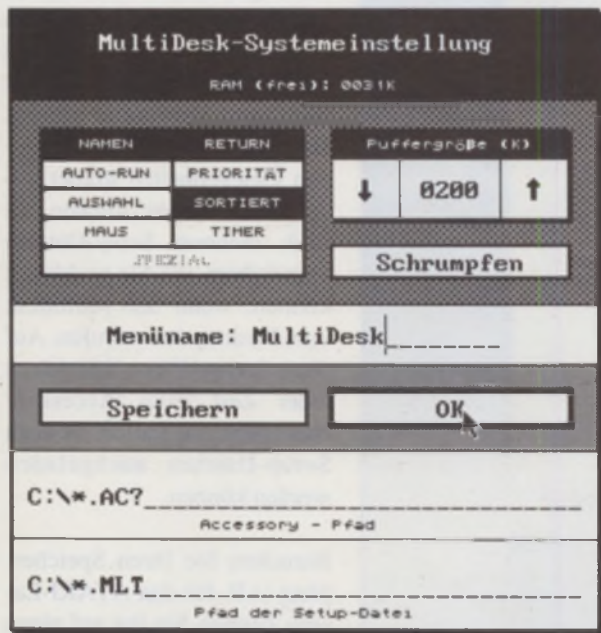 MultiDesk-Systemeinstellung
RAM (frei): 0031K
NAMEN RETURN
AUTO-RUN PRIORITÄT
AUSWAHL SORTIERT
MAUS TIMER
SPEZIAL
Puffergröße (K)
↓ 0200 ↑
Schrumpfen
Menüname: MultiDesk_______
Speichern OK
C:\*.AC?
Accessory - Pfad
C:\*.MLT
Pfad der Setup-Datei